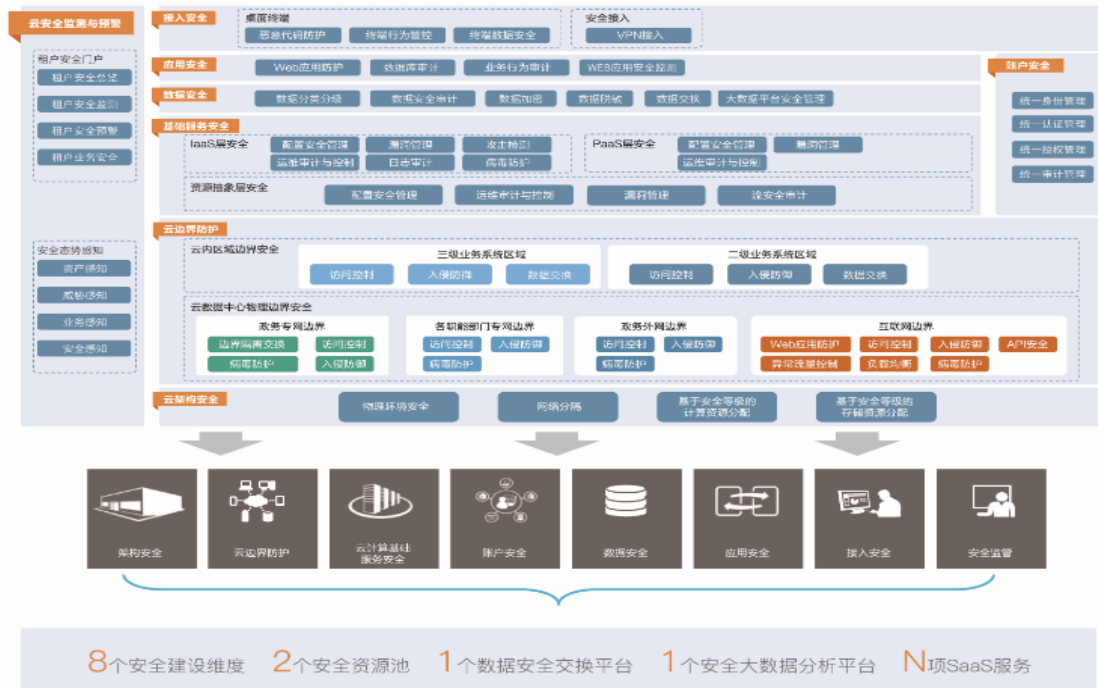 云安全监测与预警
租户安全门户
租户安全总览
租户安全监测
租户安全预警
租户业务安全
安全态势感知
资产感知
威胁感知
业务感知
安全感知
接入安全
桌面终端
恶意代码防护 终端行为管控 终端数据安全
安全接入
VPN接入
应用安全
Web应用防护 数据库审计 业务行为审计 WEB应用安全监测
数据安全
数据分类分级 数据安全审计 数据加密 数据脱敏 数据交换 大数据平台安全管理
基础服务安全
IaaS层安全
配置安全管理 漏洞管理 攻击检测
运维审计与控制 日志审计 病毒防护
PaaS层安全
配置安全管理 漏洞管理
运维审计与控制
资源抽象层安全
配置安全管理 运维审计与控制 漏洞管理 流安全审计
账户安全
统一身份管理
统一认证管理
统一授权管理
统一审计管理
云边界防护
云内区域边界安全
三级业务系统区域
访问控制 入侵防御 数据交换
二级业务系统区域
访问控制 入侵防御 数据交换
云数据中心物理边界安全
政务专网边界
边界隔离交换 访问控制
病毒防护 入侵防御
各职能部门专网边界
访问控制 入侵防御
病毒防护
政务外网边界
访问控制 入侵防御
病毒防护
互联网边界
Web应用防护 访问控制 入侵防御 API安全
异常流量控制 负载均衡 病毒防护
云架构安全
物理环境安全
网络分隔
基于安全等级的
计算资源分配
基于安全等级的
存储资源分配
架构安全
云边界防护
云计算基础
服务安全
账户安全
数据安全
应用安全
接入安全
安全监管
8个安全建设维度 2个安全资源池 1个数据安全交换平台 1个安全大数据分析平台 N项SaaS服务